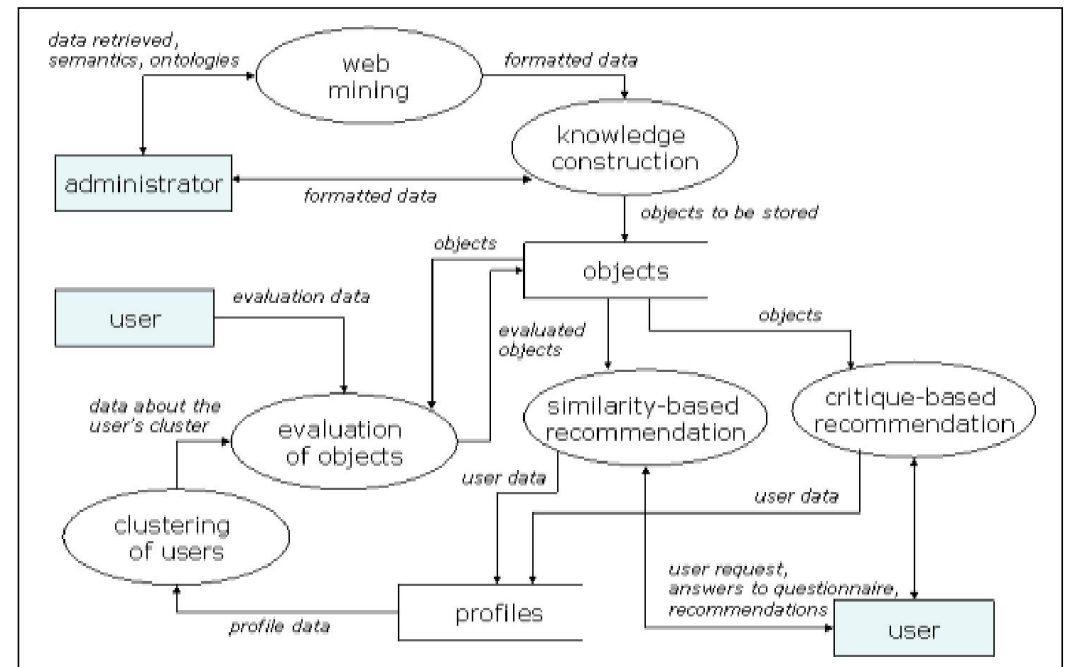 data retrieved,
semantics, ontologies
web
mining
formatted data
knowledge
construction
administrator
formatted data
objects to be stored
objects
objects
user
evaluation data
evaluated
objects
objects
data about the
user's cluster
evaluation
of objects
similarity-based
recommendation
critique-based
recommendation
user data
user data
clustering
of users
profile data
profiles
user request,
answers to questionnaire,
recommendations
user